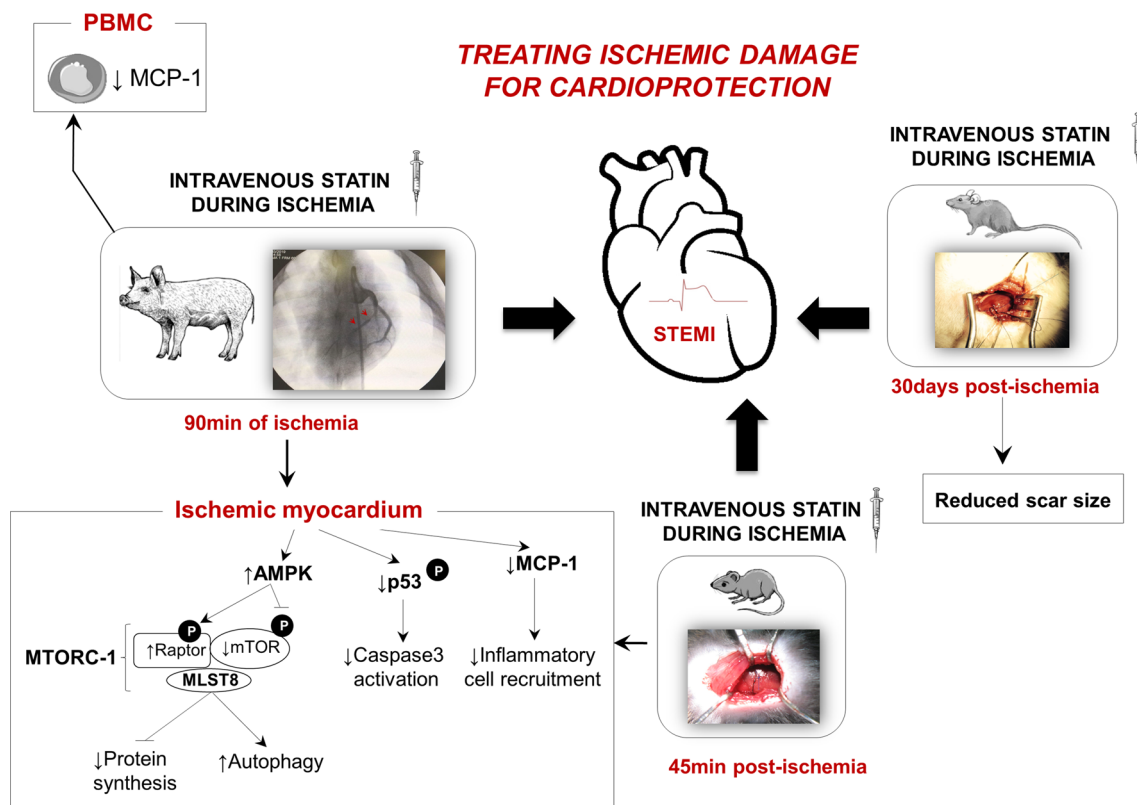 PBMC
↓ MCP-1
TREATING ISCHEMIC DAMAGE
FOR CARDIOPROTECTION
INTRAVENOUS STATIN
DURING ISCHEMIA
90min of ischemia
STEMI
INTRAVENOUS STATIN
DURING ISCHEMIA
30days post-ischemia
Reduced scar size
INTRAVENOUS STATIN
DURING ISCHEMIA
45min post-ischemia
Ischemic myocardium
↑AMPK
↓p53 P
↓MCP-1
P
P
MTORC-1
↑Raptor
↓mTOR
MLST8
↓Protein
synthesis
↑Autophagy
↓Caspase3
activation
↓Inflammatory
cell recruitment